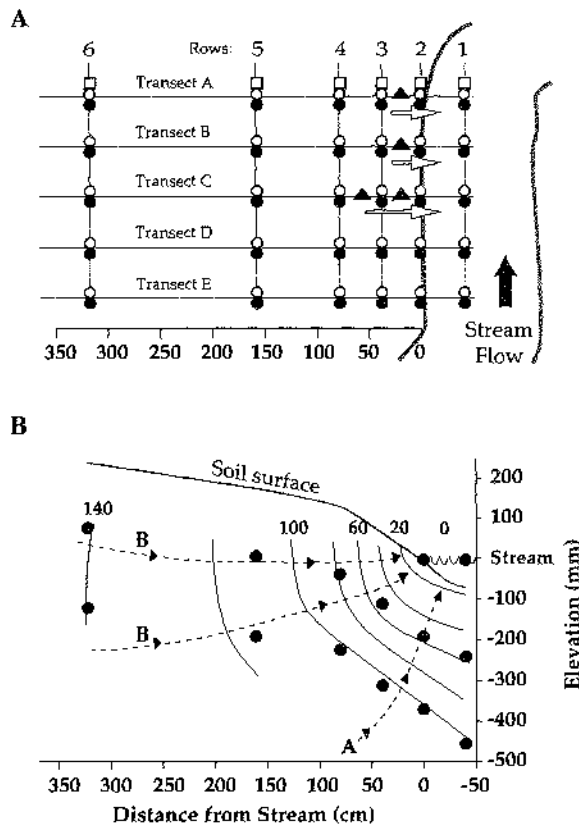 A
6 Rows: 5 4 3 2 1
Transect A
Transect B
Transect C
Transect D
Transect E
Stream
Flow
350 300 250 200 150 100 50 0
B
Soil surface
140 100 60 20 0
B
B
A
200
100
Stream
-100
-200
-300
-400
-500
Elevation (mm)
350 300 250 200 150 100 50 0 -50
Distance from Stream (cm)